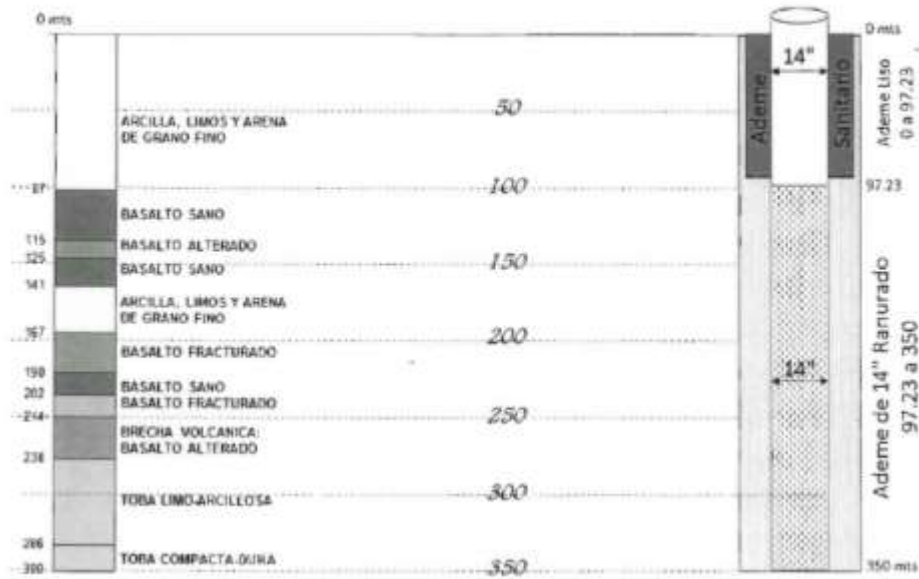 0 mts
0 mts
ARCILLA, LIMOS Y ARENA
DE GRANO FINO
87
BASALTO SANO
115
BASALTO ALTERADO
125
BASALTO SANO
141
ARCILLA, LIMOS Y ARENA
DE GRANO FINO
167
BASALTO FRACTURADO
190
BASALTO SANO
202
BASALTO FRACTURADO
214
BRECHA VOLCANICA:
BASALTO ALTERADO
238
TOBA LIMO-ARCILLOSA
286
TOBA COMPACTA-DURA
300
50
100
150
200
250
300
350
14"
Ademe
Sanitario
Ademe Liso
0 a 97.23
97.23
14"
Ademe de 14" Ranurado
97.23 a 350
350 mts